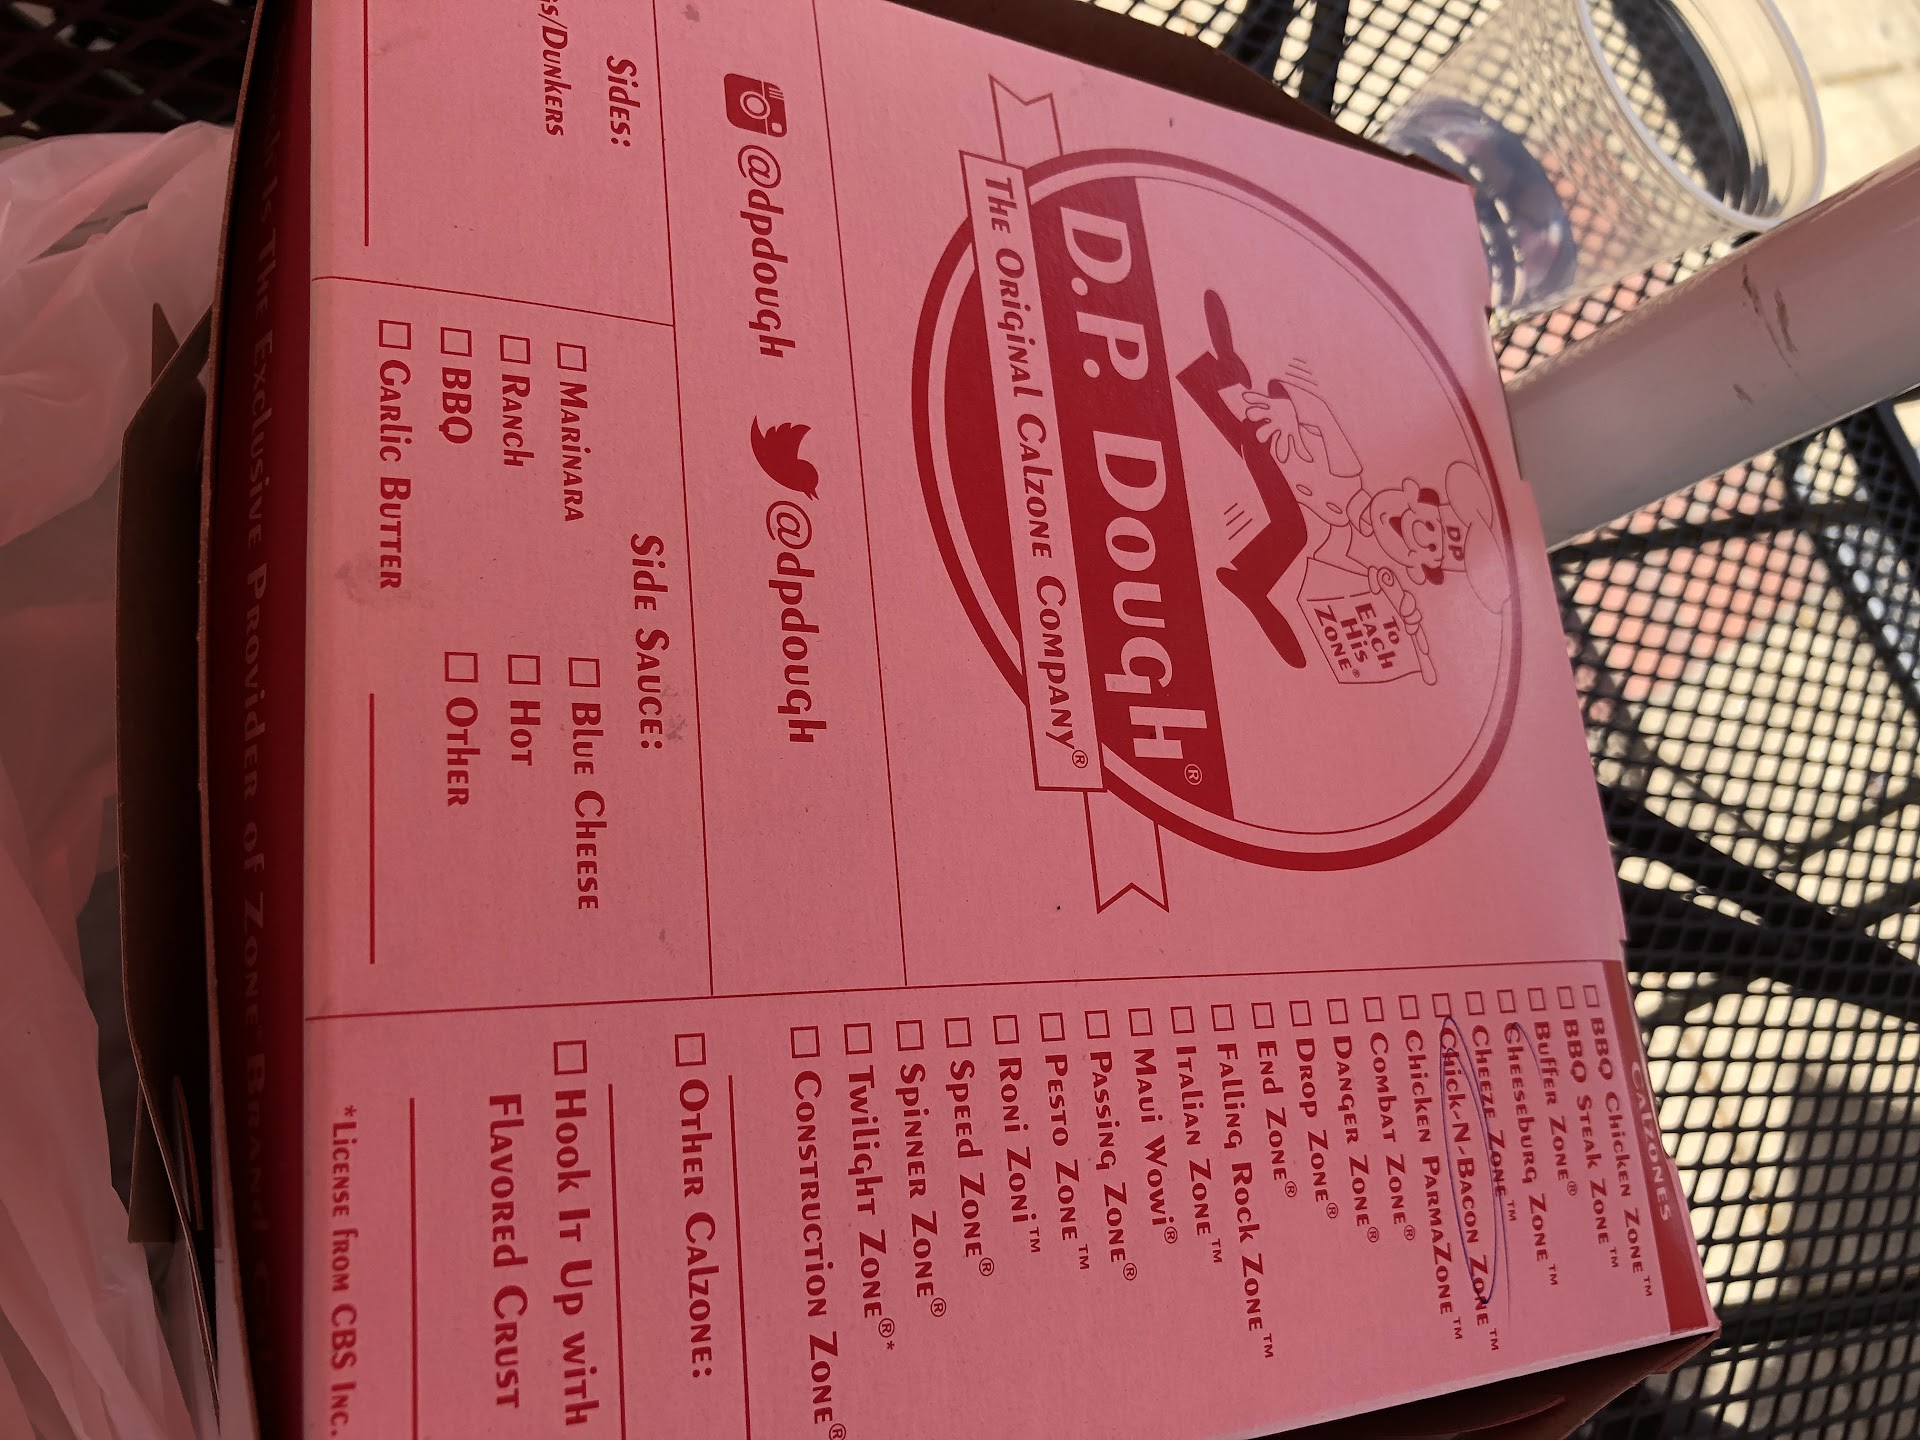 DP
To
Each
His
Zone®
D.P. Dough®
The Original Calzone Company®
@dpdough
@dpdough
Sides:
/Dunkers
Side Sauce:
☐ Marinara
☐ Ranch
☐ BBQ
☐ Garlic Butter
☐ Blue Cheese
☐ Hot
☐ Other
Calzones
☐ BBQ Chicken Zone™
☐ BBQ Steak Zone™
☐ Buffer Zone®
☐ Cheeseburg Zone™
☐ Cheeze Zone™
☐ Chick-N-Bacon Zone™
☐ Chicken ParmaZone™
☐ Combat Zone®
☐ Danger Zone®
☐ Drop Zone®
☐ End Zone®
☐ Falling Rock Zone™
☐ Italian Zone™
☐ Maui Wowi®
☐ Passing Zone®
☐ Pesto Zone™
☐ Roni Zoni™
☐ Speed Zone®
☐ Spinner Zone®
☐ Twilight Zone®*
☐ Construction Zone®
☐ Other Calzone:
☐ Hook It Up with
Flavored Crust
*License from CBS Inc.
Is The Exclusive Provider of Zone Brand